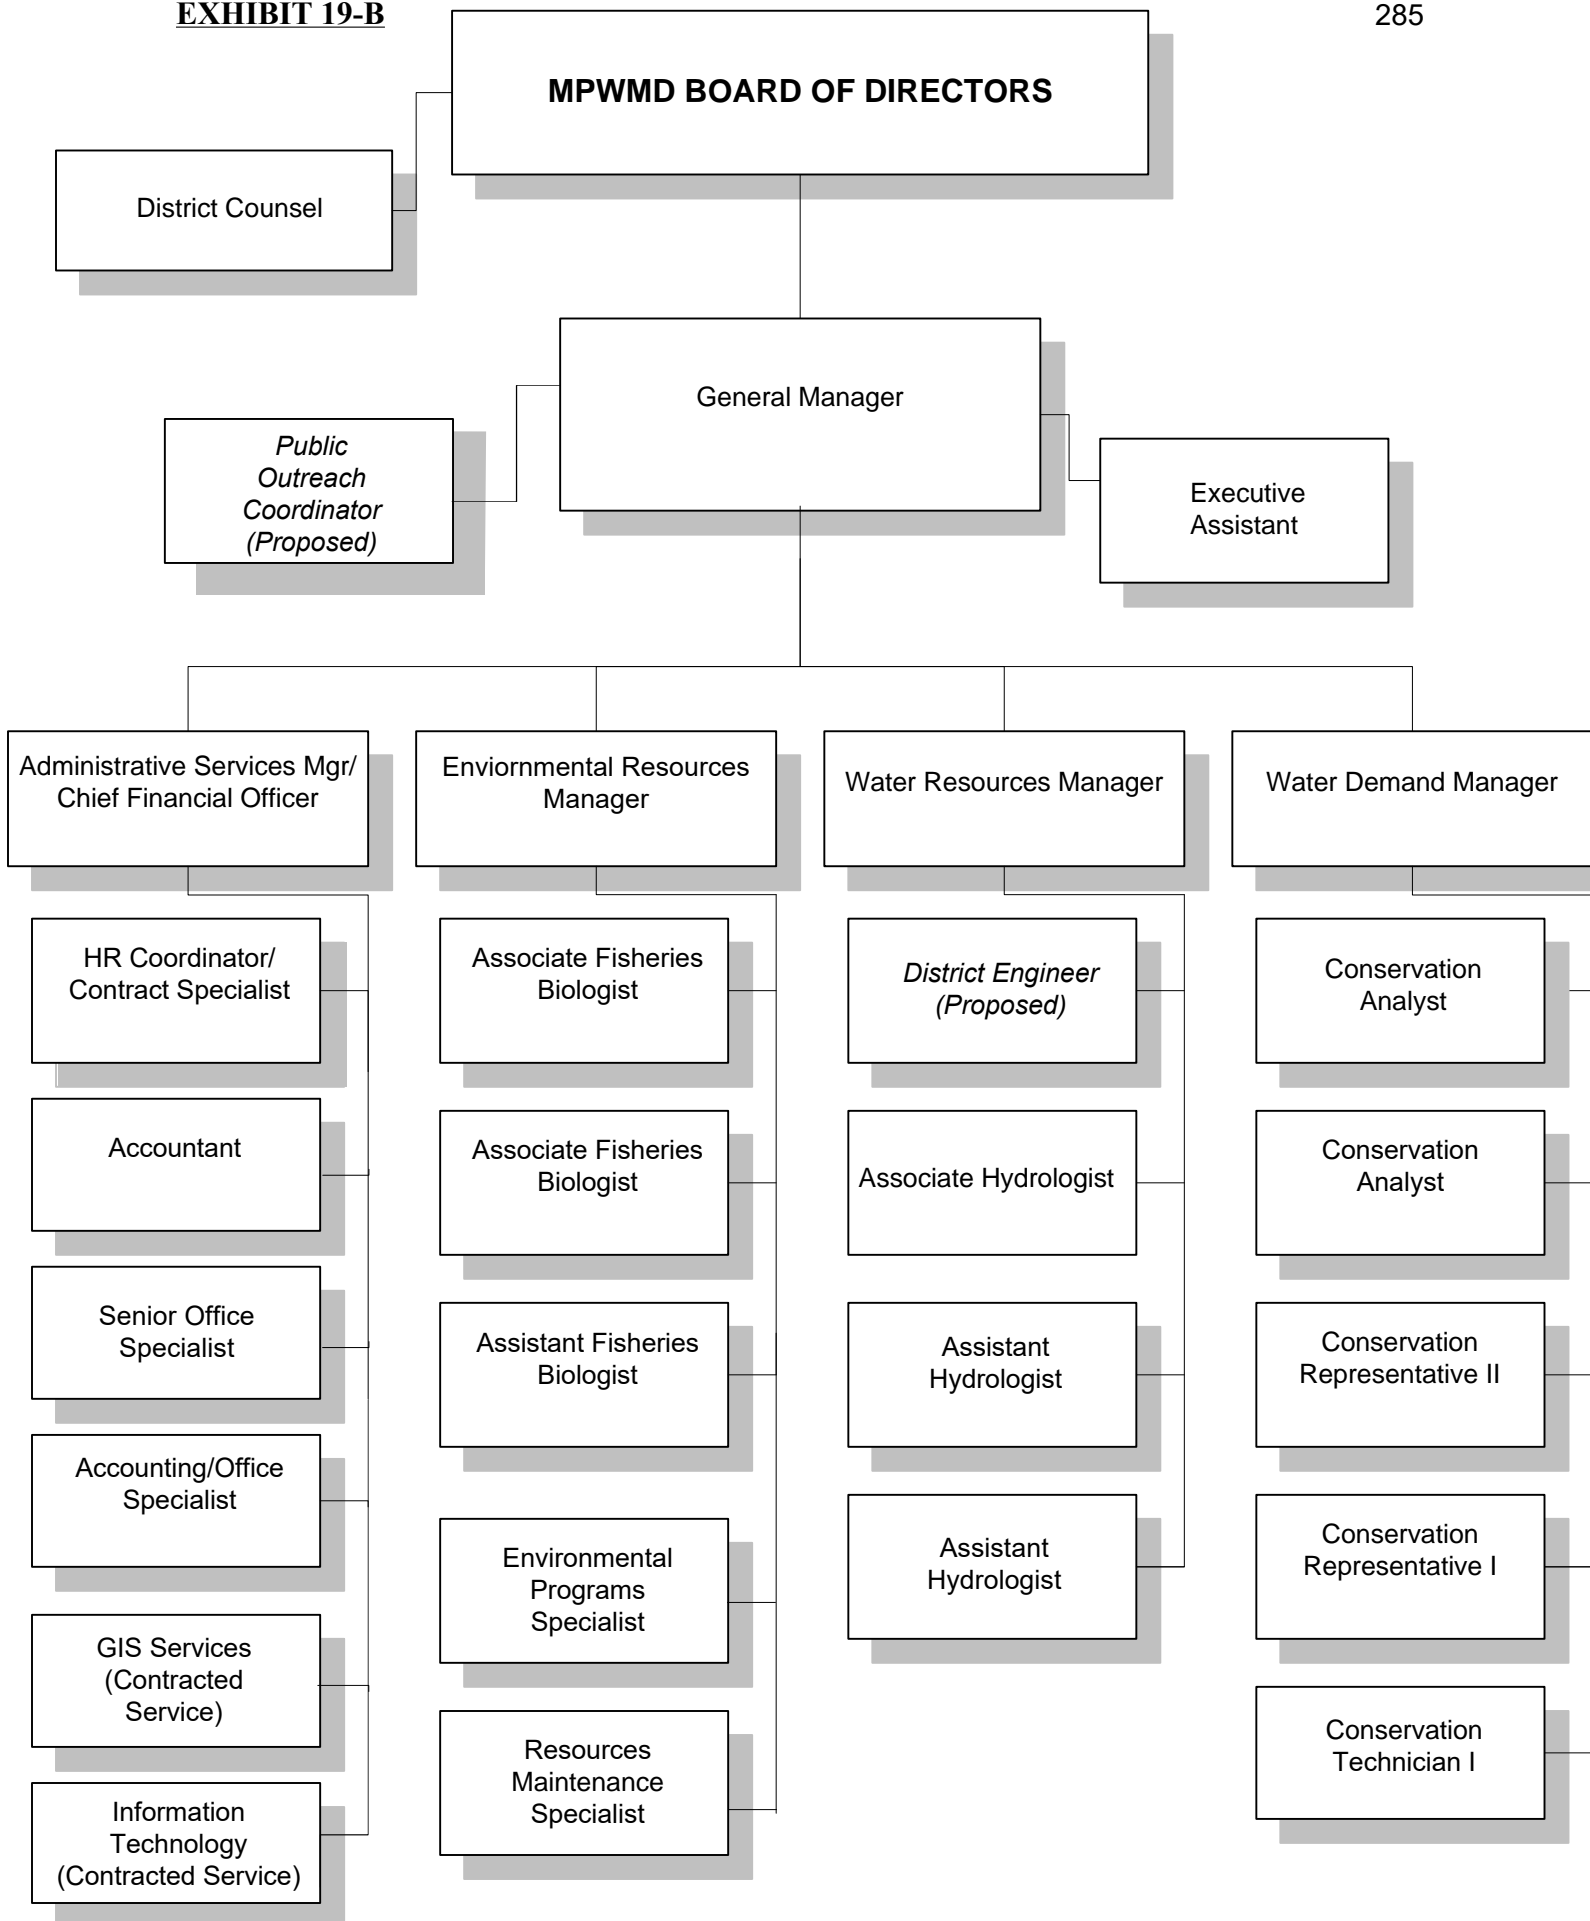 EXHIBIT 19-B
285
MPWMD BOARD OF DIRECTORS
District Counsel
General Manager
Public
Outreach
Coordinator
(Proposed)
Executive
Assistant
Administrative Services Mgr/
Chief Financial Officer
Enviornmental Resources
Manager
Water Resources Manager
Water Demand Manager
HR Coordinator/
Contract Specialist
Accountant
Senior Office
Specialist
Accounting/Office
Specialist
GIS Services
(Contracted
Service)
Information
Technology
(Contracted Service)
Associate Fisheries
Biologist
Associate Fisheries
Biologist
Assistant Fisheries
Biologist
Environmental
Programs
Specialist
Resources
Maintenance
Specialist
District Engineer
(Proposed)
Associate Hydrologist
Assistant
Hydrologist
Assistant
Hydrologist
Conservation
Analyst
Conservation
Analyst
Conservation
Representative II
Conservation
Representative I
Conservation
Technician I